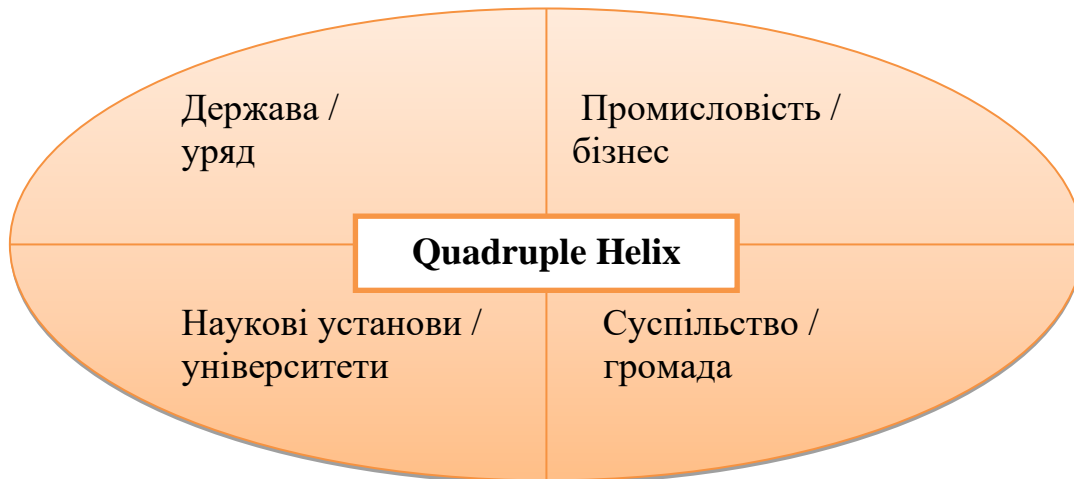 Держава /
уряд
Промисловість /
бізнес
Quadruple Helix
Наукові установи /
університети
Суспільство /
громада